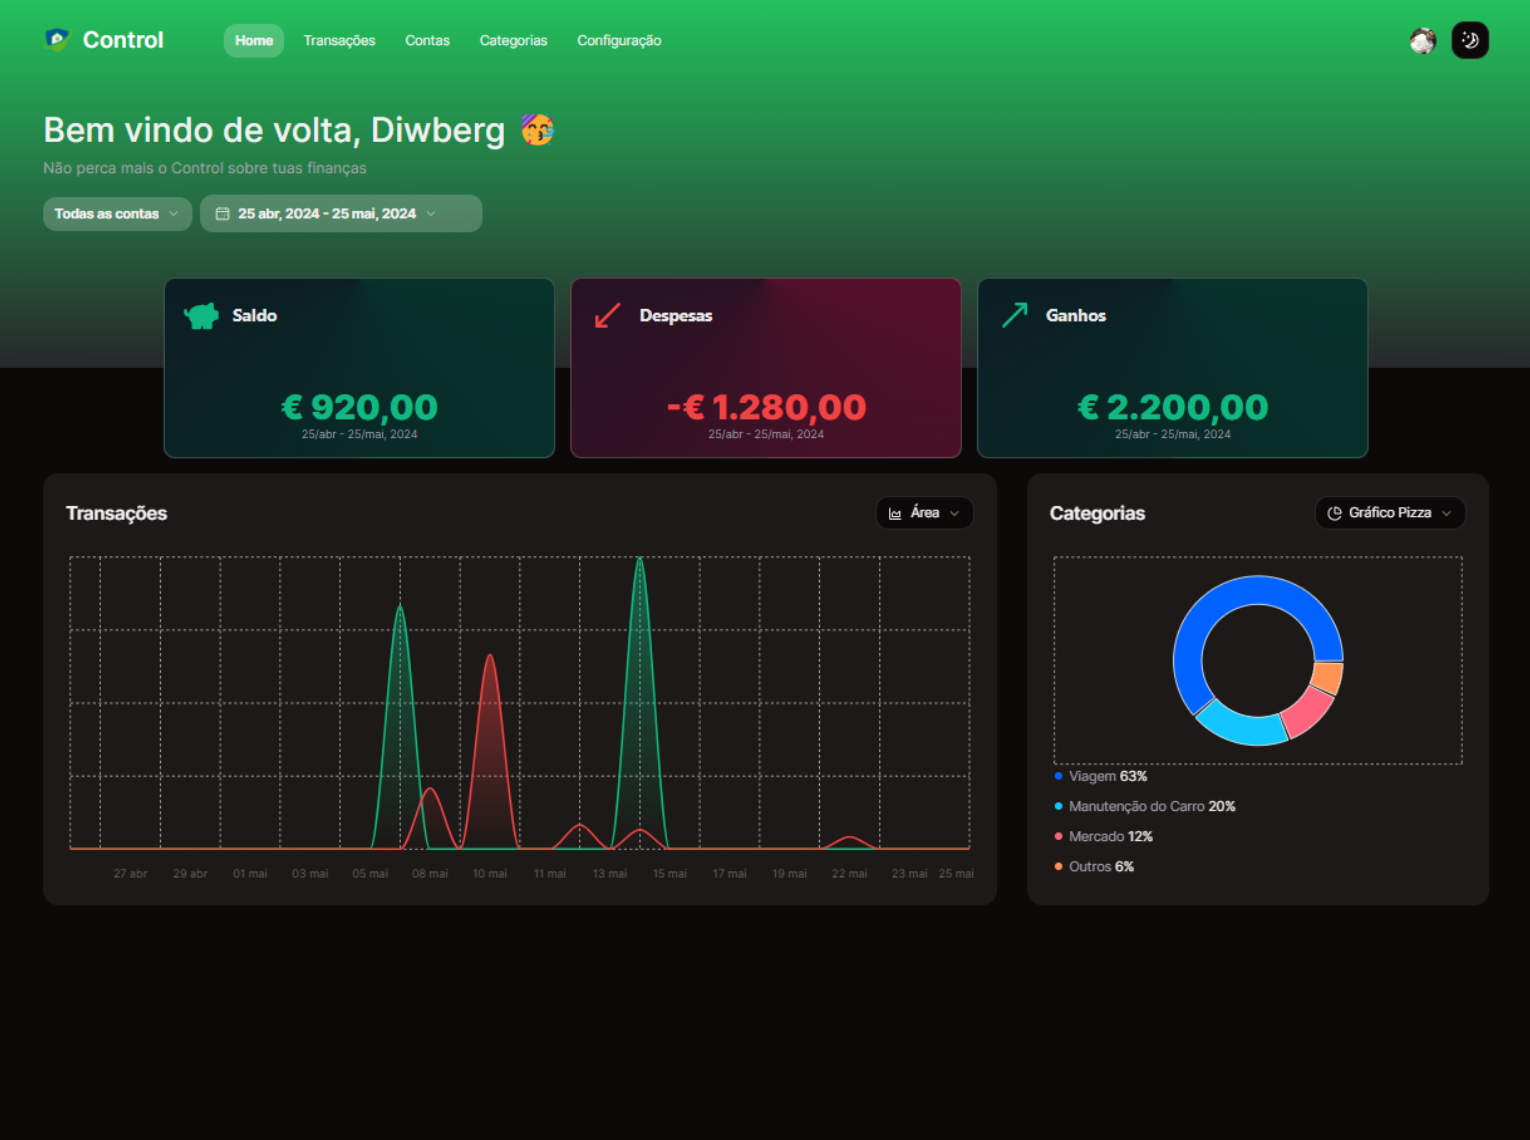 Control
Home Transações Contas Categorias Configuração
Bem vindo de volta, Diwberg
Não perca mais o Control sobre tuas finanças
Todas as contas 25 abr, 2024 - 25 mai, 2024
Saldo
€ 920,00
25/abr - 25/mai, 2024
Despesas
-€ 1.280,00
25/abr - 25/mai, 2024
Ganhos
€ 2.200,00
25/abr - 25/mai, 2024
Transações
Área
27 abr 29 abr 01 mai 03 mai 05 mai 08 mai 10 mai 11 mai 13 mai 15 mai 17 mai 19 mai 22 mai 23 mai 25 mai
Categorias
Gráfico Pizza
Viagem 63%
Manutenção do Carro 20%
Mercado 12%
Outros 6%